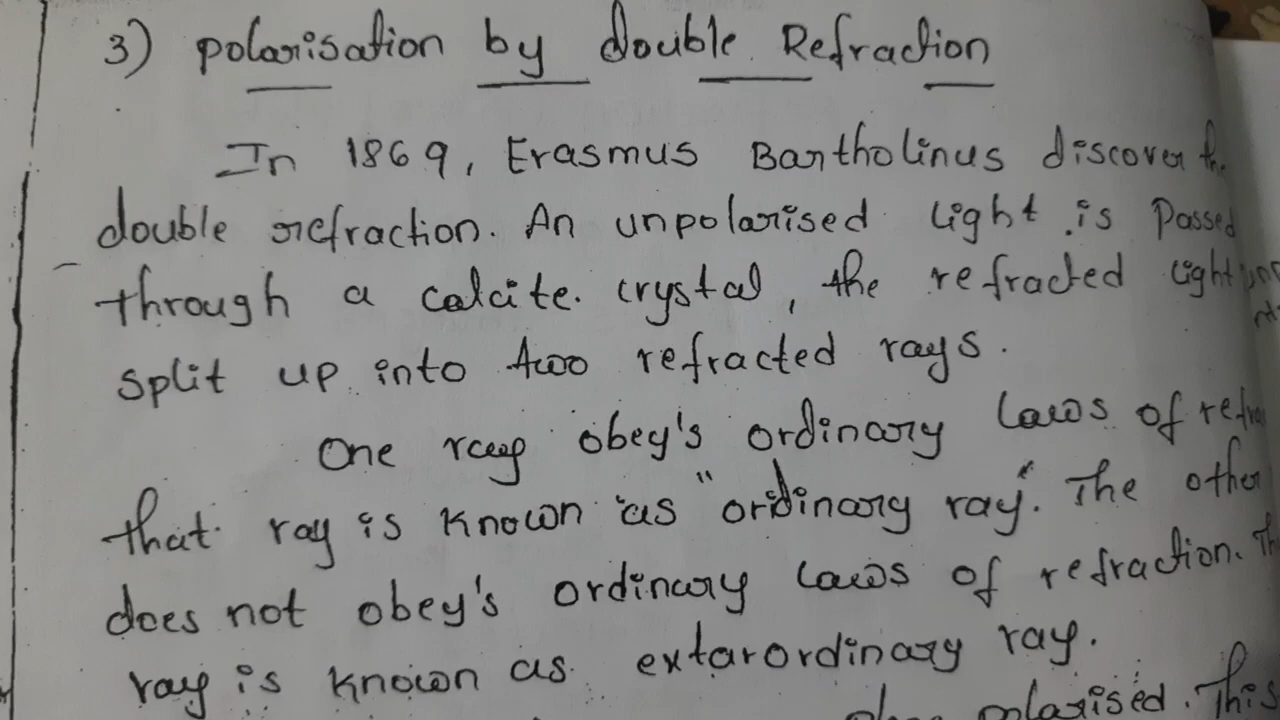 3) polarisation by double Refraction
In 1869, Erasmus Bartholinus discover
double refraction. An unpolarised light is Passed
through a calcite crystal, the refracted light
split up into two refracted rays.
One ray obey's ordinary laws of
that ray is known as "ordinary ray". The other
does not obey's ordinary laws of refraction.
ray is known as extarordinary ray.
polarised. This